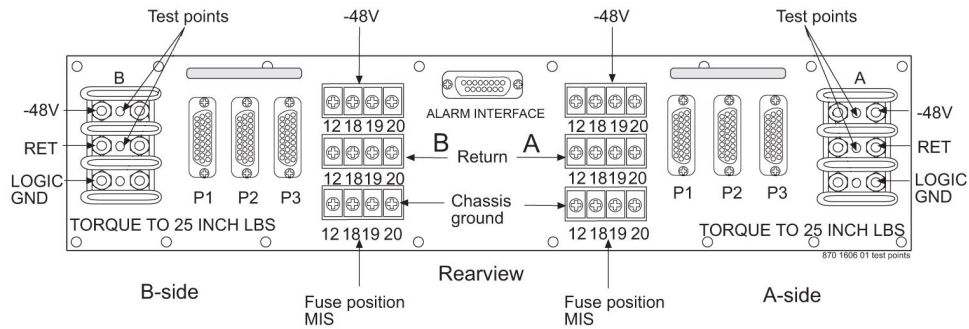 Test points
-48V
-48V
Test points
B
A
-48V
-48V
ALARM INTERFACE
12 18 19 20
12 18 19 20
RET
B
Return
A
RET
LOGIC
GND
P1
P2
P3
12 18 19 20
12 18 19 20
P1
P2
P3
LOGIC
GND
Chassis
ground
TORQUE TO 25 INCH LBS
12 18 19 20
12 18 19 20
TORQUE TO 25 INCH LBS
870 1606 01 test points
Rearview
B-side
A-side
Fuse position
MIS
Fuse position
MIS